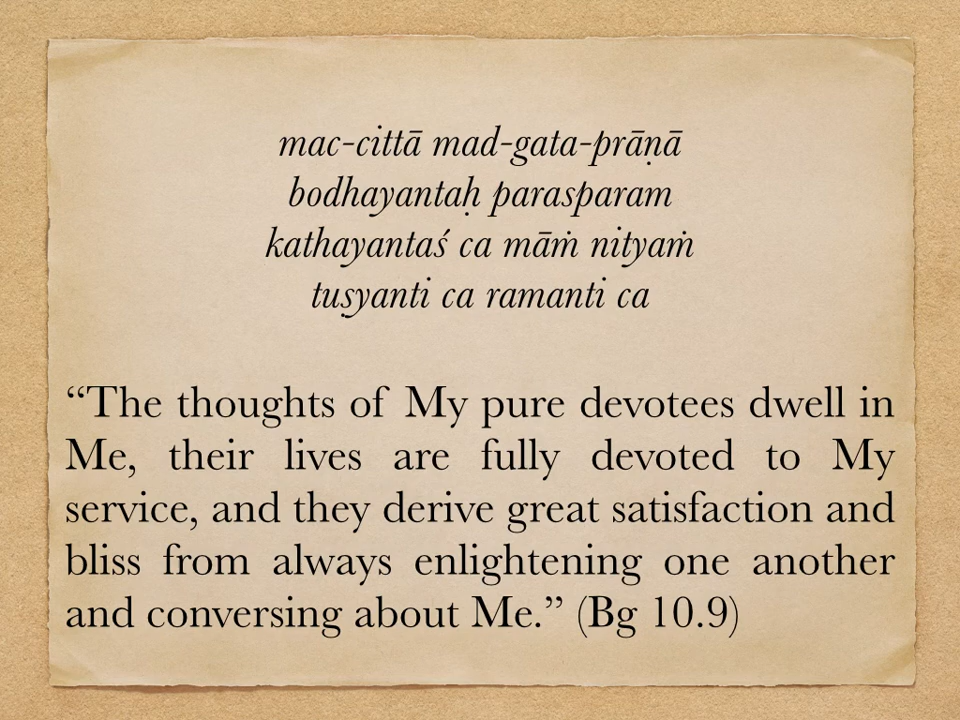 mac-cittā mad-gata-prāṇā
bodhayantaḥ parasparam
kathayantaś ca māṁ nityaṁ
tuṣyanti ca ramanti ca
“The thoughts of My pure devotees dwell in
Me, their lives are fully devoted to My
service, and they derive great satisfaction and
bliss from always enlightening one another
and conversing about Me.” (Bg 10.9)